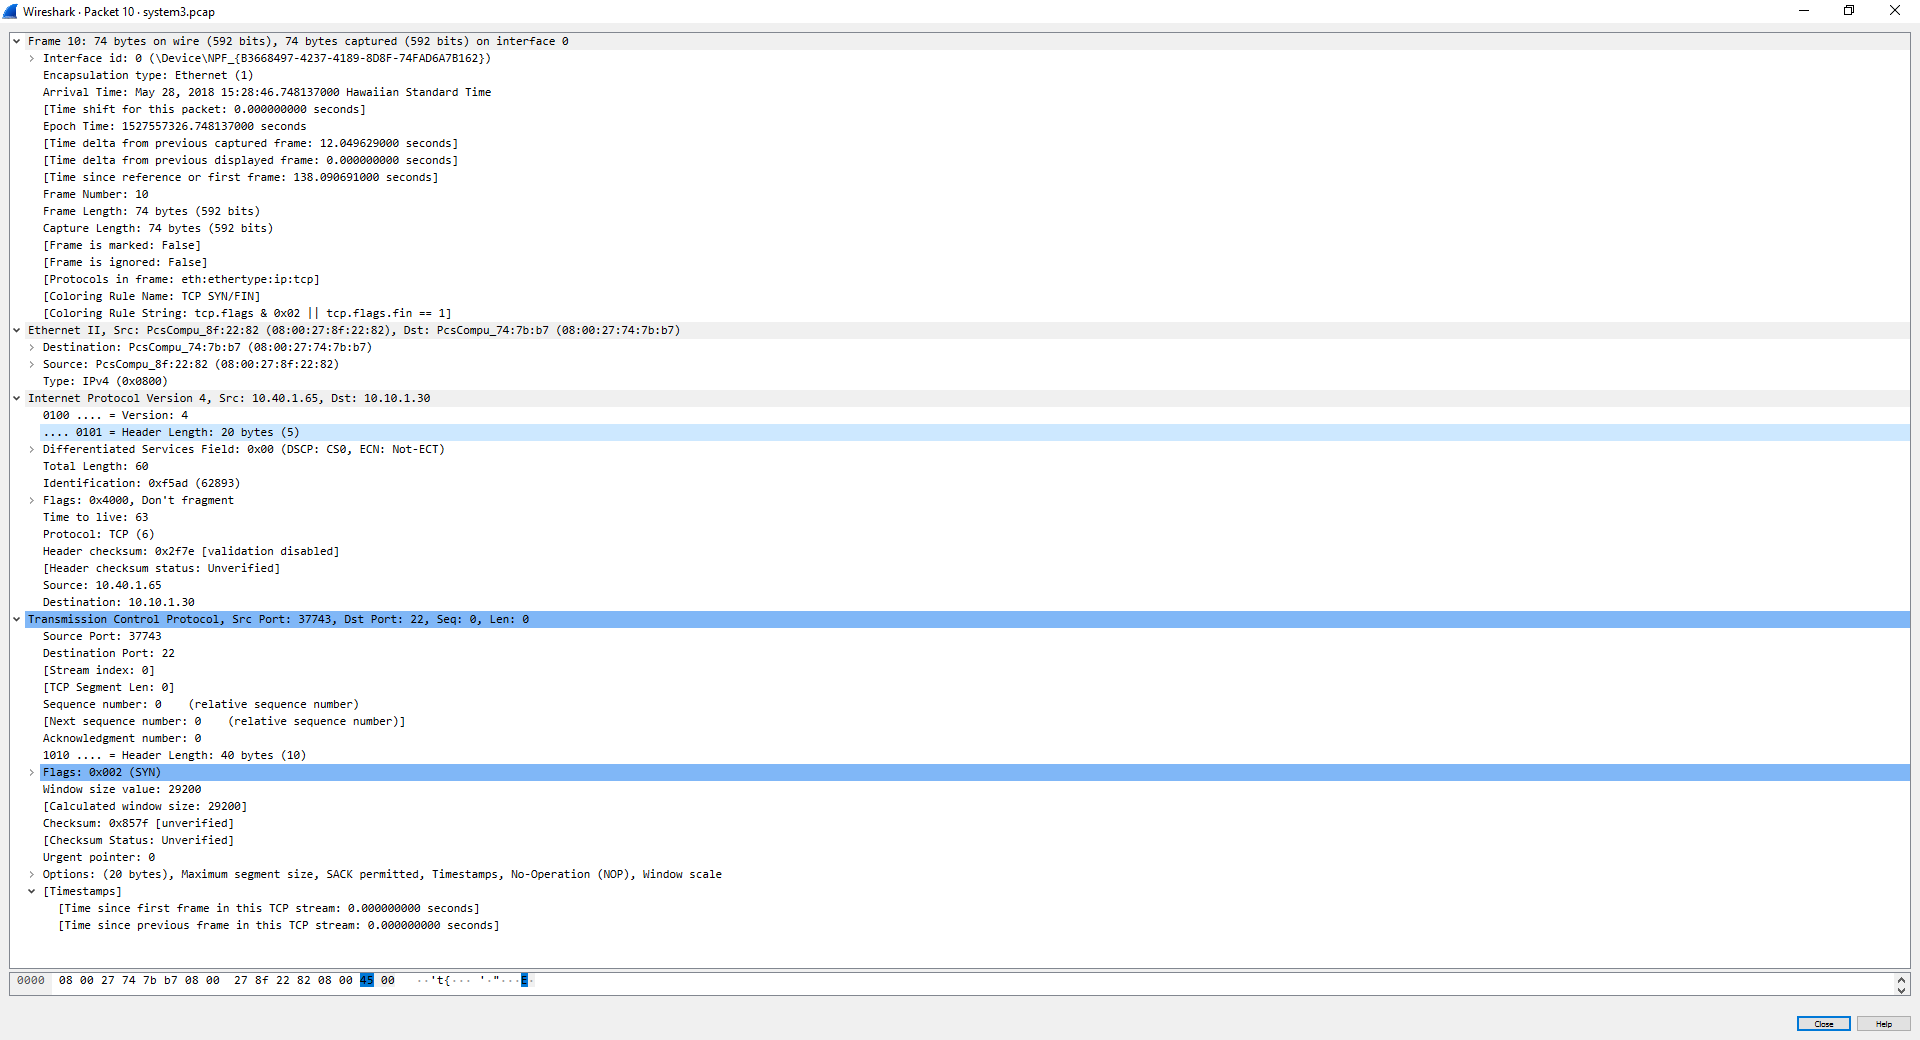 Wireshark · Packet 10 · system3.pcap
Frame 10: 74 bytes on wire (592 bits), 74 bytes captured (592 bits) on interface 0
Interface id: 0 (\Device\NPF_{B3668497-4237-4189-8D8F-74FAD6A7B162})
Encapsulation type: Ethernet (1)
Arrival Time: May 28, 2018 15:28:46.748137000 Hawaiian Standard Time
[Time shift for this packet: 0.000000000 seconds]
Epoch Time: 1527557326.748137000 seconds
[Time delta from previous captured frame: 12.049629000 seconds]
[Time delta from previous displayed frame: 0.000000000 seconds]
[Time since reference or first frame: 138.090691000 seconds]
Frame Number: 10
Frame Length: 74 bytes (592 bits)
Capture Length: 74 bytes (592 bits)
[Frame is marked: False]
[Frame is ignored: False]
[Protocols in frame: eth:ethertype:ip:tcp]
[Coloring Rule Name: TCP SYN/FIN]
[Coloring Rule String: tcp.flags & 0x02 || tcp.flags.fin == 1]
Ethernet II, Src: PcsCompu_8f:22:82 (08:00:27:8f:22:82), Dst: PcsCompu_74:7b:b7 (08:00:27:74:7b:b7)
Destination: PcsCompu_74:7b:b7 (08:00:27:74:7b:b7)
Source: PcsCompu_8f:22:82 (08:00:27:8f:22:82)
Type: IPv4 (0x0800)
Internet Protocol Version 4, Src: 10.40.1.65, Dst: 10.10.1.30
0100 .... = Version: 4
.... 0101 = Header Length: 20 bytes (5)
Differentiated Services Field: 0x00 (DSCP: CS0, ECN: Not-ECT)
Total Length: 60
Identification: 0xf5ad (62893)
Flags: 0x4000, Don't fragment
Time to live: 63
Protocol: TCP (6)
Header checksum: 0x2f7e [validation disabled]
[Header checksum status: Unverified]
Source: 10.40.1.65
Destination: 10.10.1.30
Transmission Control Protocol, Src Port: 37743, Dst Port: 22, Seq: 0, Len: 0
Source Port: 37743
Destination Port: 22
[Stream index: 0]
[TCP Segment Len: 0]
Sequence number: 0    (relative sequence number)
[Next sequence number: 0    (relative sequence number)]
Acknowledgment number: 0
1010 .... = Header Length: 40 bytes (10)
Flags: 0x002 (SYN)
Window size value: 29200
[Calculated window size: 29200]
Checksum: 0x857f [unverified]
[Checksum Status: Unverified]
Urgent pointer: 0
Options: (20 bytes), Maximum segment size, SACK permitted, Timestamps, No-Operation (NOP), Window scale
[Timestamps]
[Time since first frame in this TCP stream: 0.000000000 seconds]
[Time since previous frame in this TCP stream: 0.000000000 seconds]
0000  08 00 27 74 7b b7 08 00  27 8f 22 82 08 00 45 00   ··'t{··· '·"···E·
Close Help